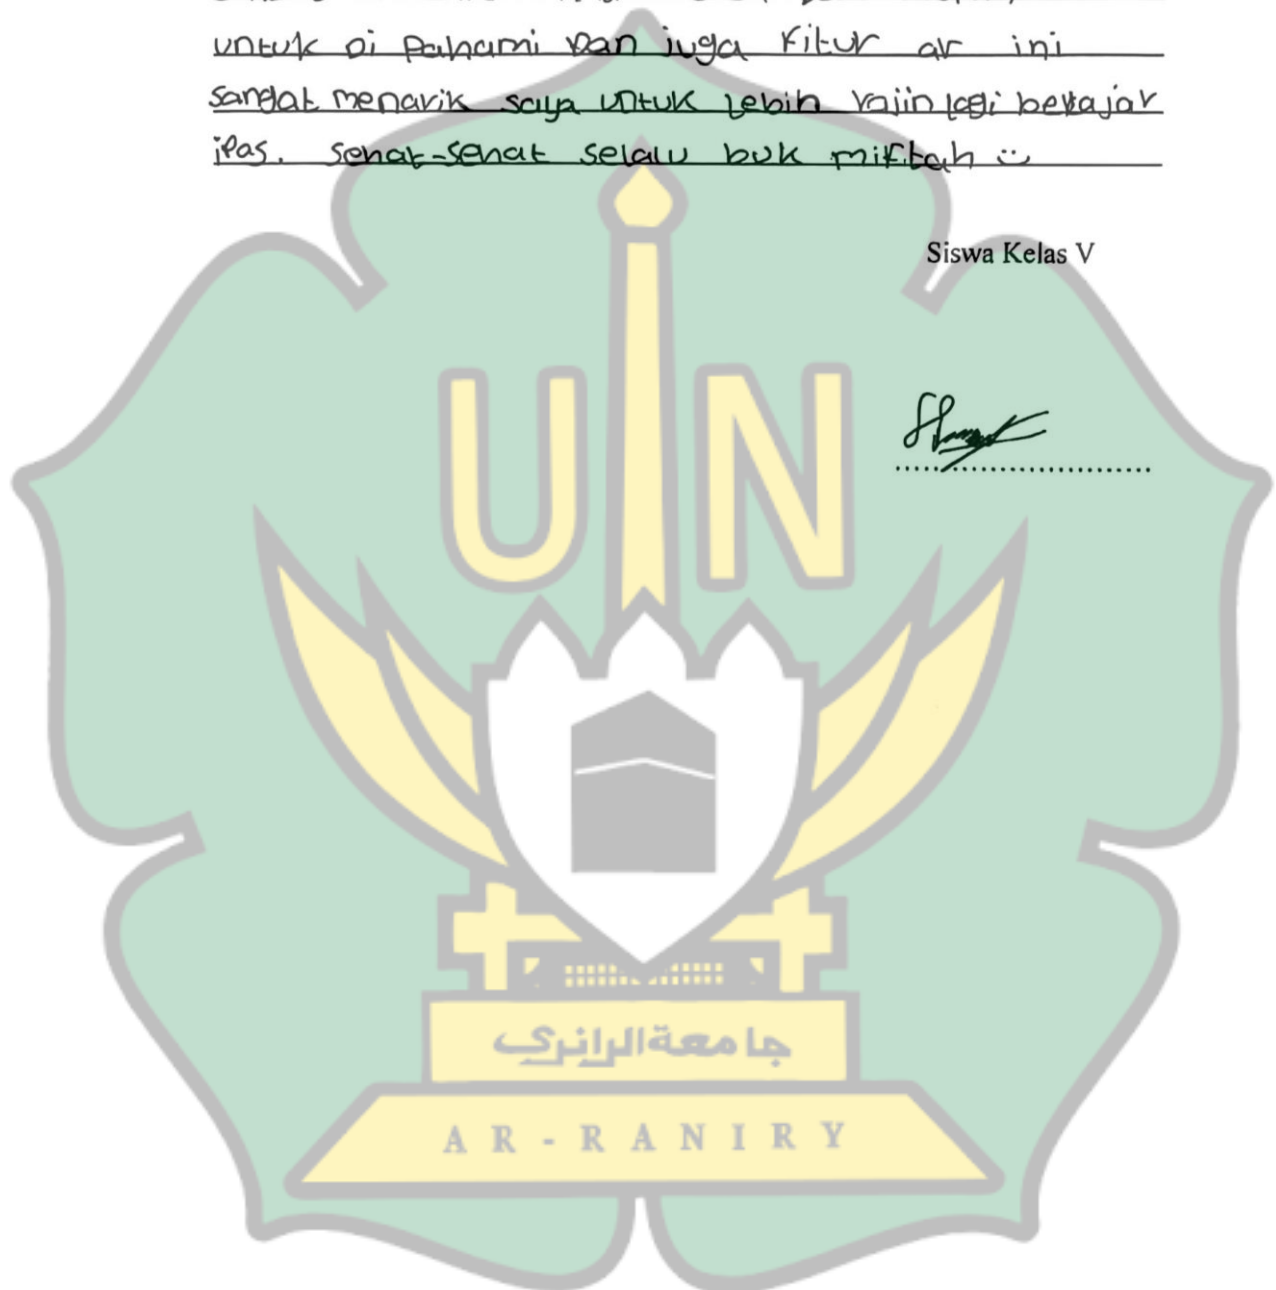 untuk di pahami dan juga fitur ar ini
sangat menarik saya untuk lebih rajin lagi belajar
ipas. sehat-sehat selalu buk miftah :)
Siswa Kelas V
UIN
جامعة الرانري
AR-RANIRY